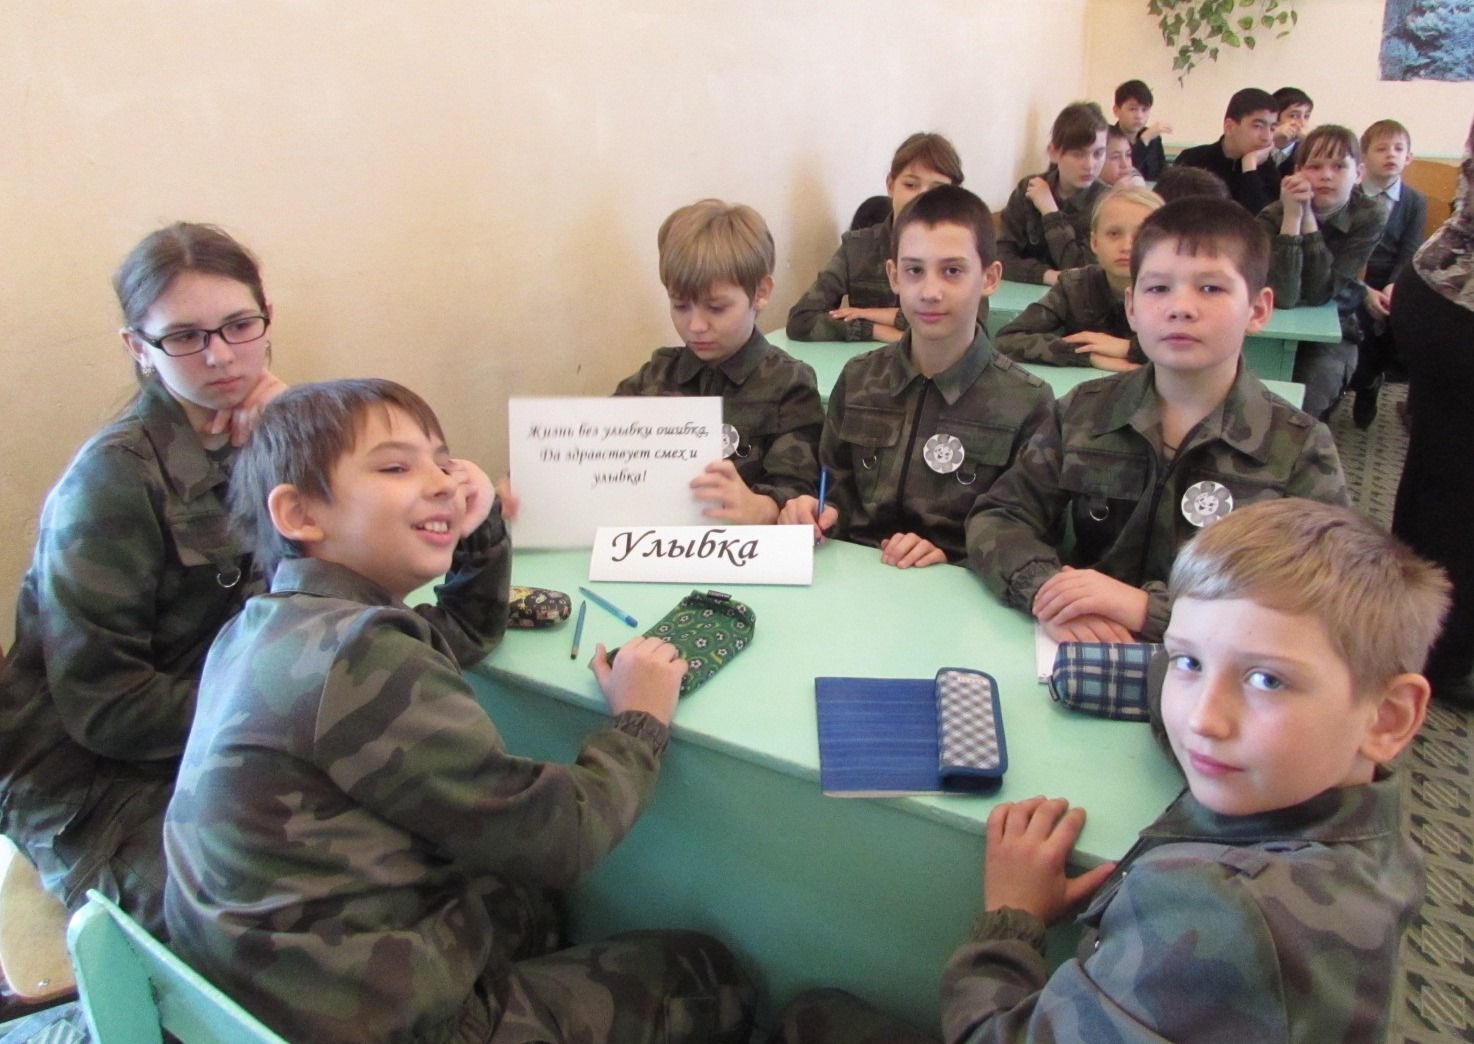 Жизнь без улыбки ошибка,
Да здравствует смех и
улыбка!
Улыбка